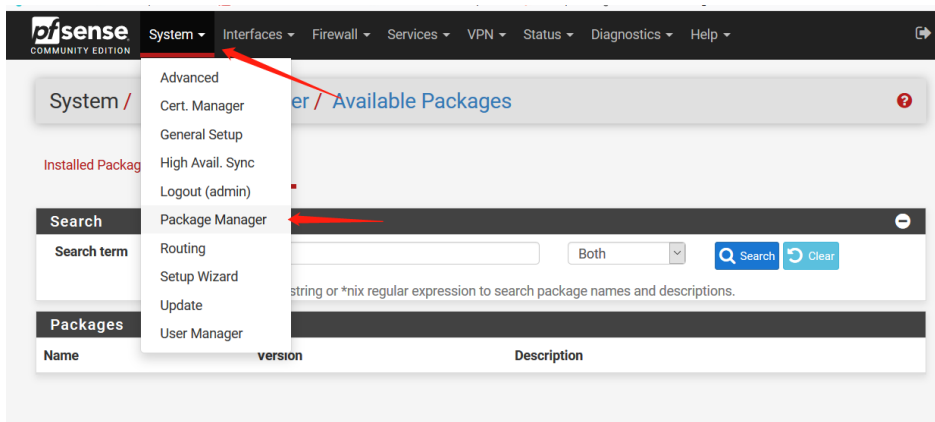 pfsense
COMMUNITY EDITION
System Interfaces Firewall Services VPN Status Diagnostics Help
Advanced
Cert. Manager
General Setup
High Avail. Sync
Logout (admin)
Package Manager
Routing
Setup Wizard
Update
User Manager
System / er / Available Packages
Installed Packag
Search
Search term Both Search Clear
string or *nix regular expression to search package names and descriptions.
Packages
Name Version Description